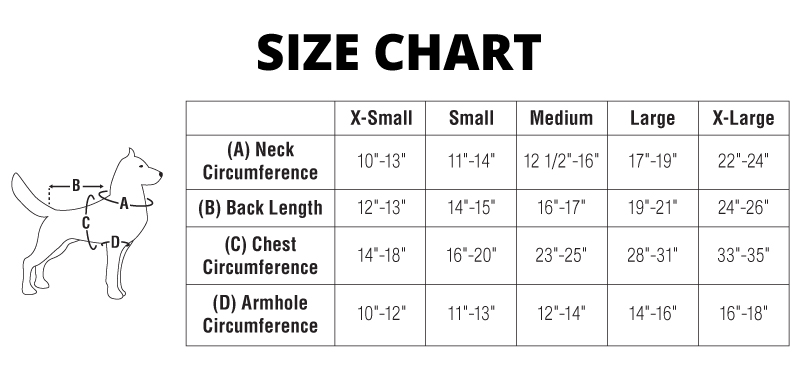 SIZE CHART
X-Small Small Medium Large X-Large
(A) Neck
Circumference 10"-13" 11"-14" 12 1/2"-16" 17"-19" 22"-24"
(B) Back Length 12"-13" 14"-15" 16"-17" 19"-21" 24"-26"
(C) Chest
Circumference 14"-18" 16"-20" 23"-25" 28"-31" 33"-35"
(D) Armhole
Circumference 10"-12" 11"-13" 12"-14" 14"-16" 16"-18"
B
A
C
D